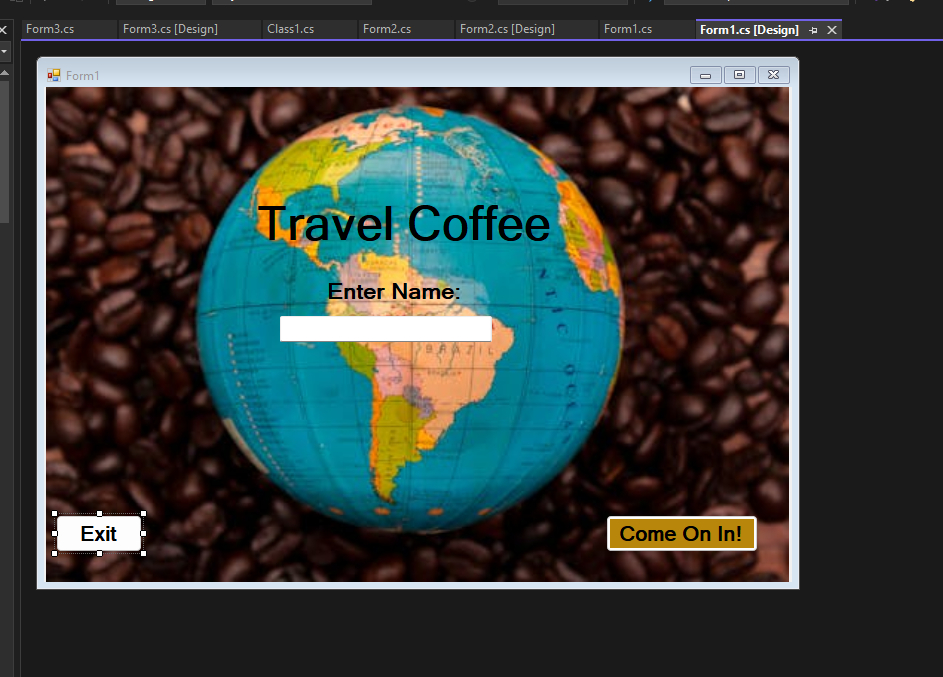 Form3.cs
Form3.cs [Design]
Class1.cs
Form2.cs
Form2.cs [Design]
Form1.cs
Form1.cs [Design]
Form1
Travel Coffee
Enter Name:
BRAZIL
Exit
Come On In!